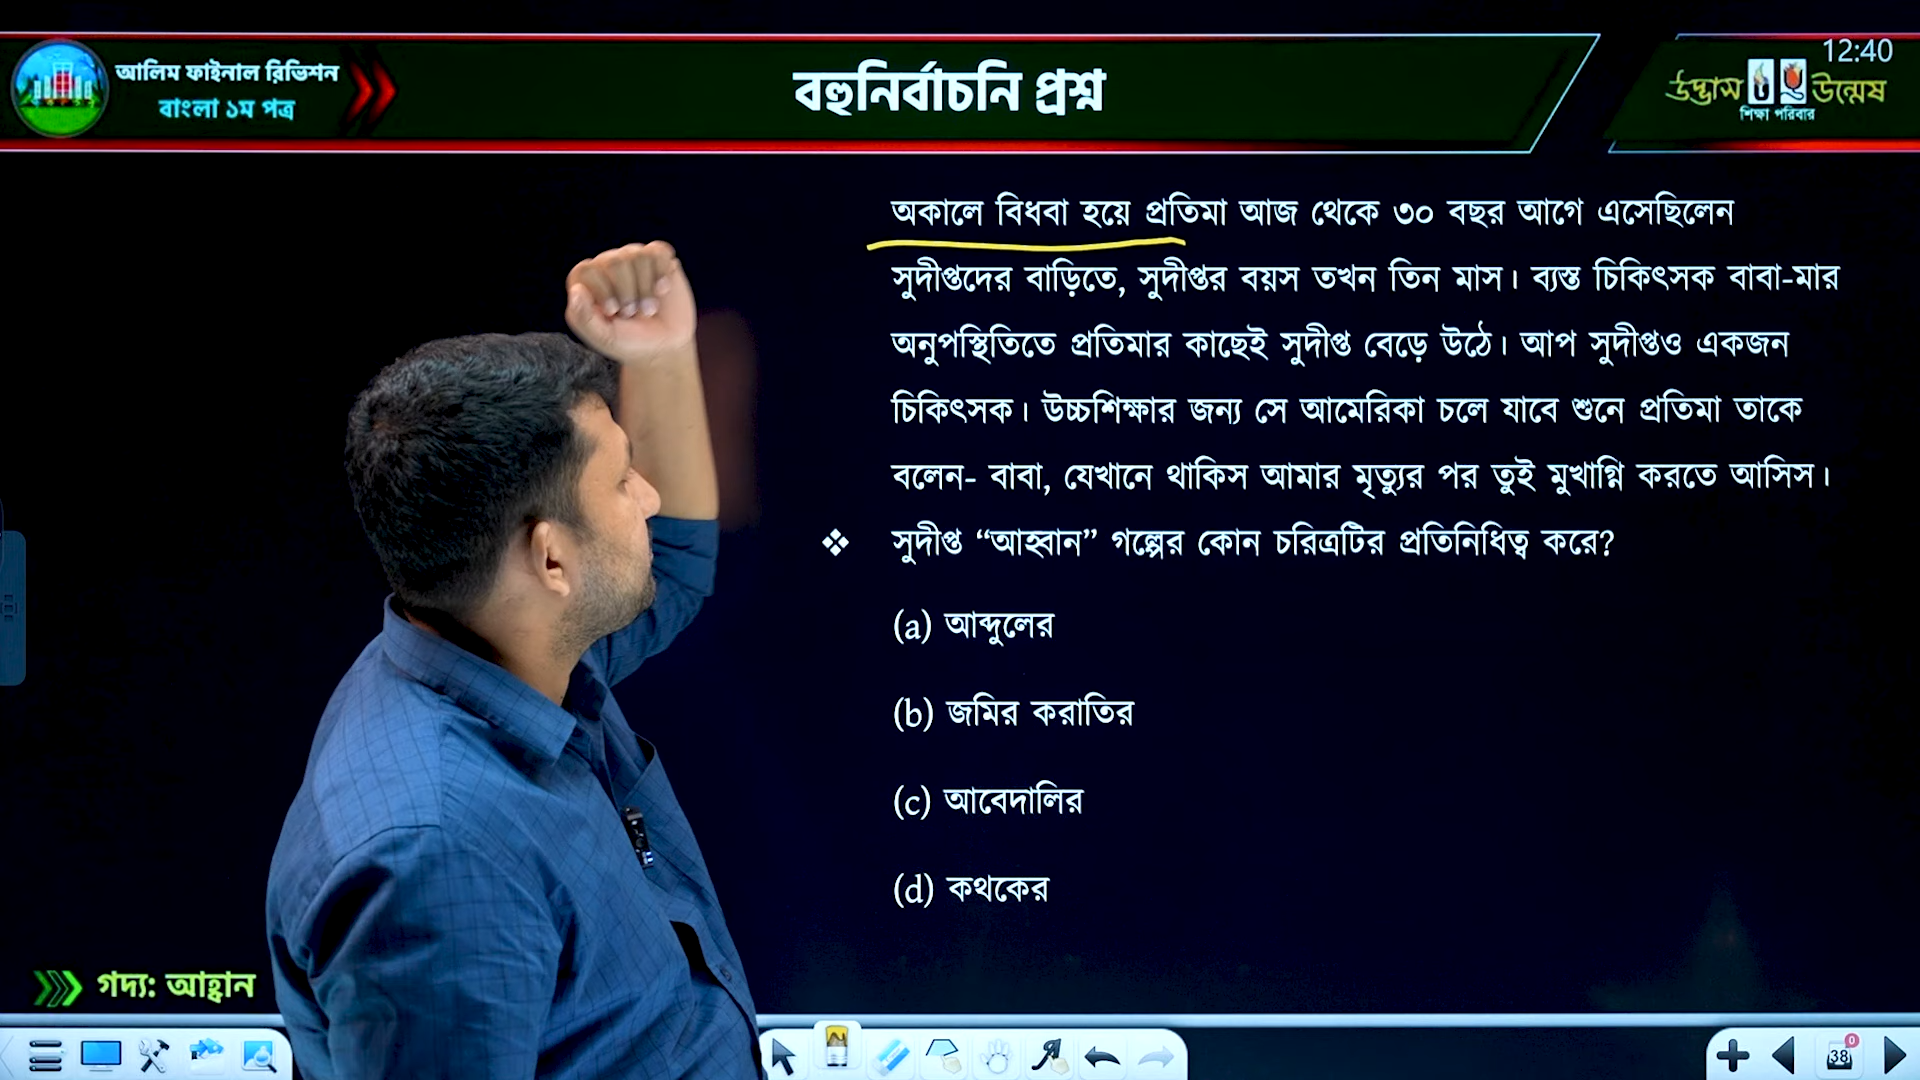 12:40
আলিম ফাইনাল রিভিশন
বাংলা ১ম পত্র
বহুনির্বাচনি প্রশ্ন
উদ্ভাস উন্মেষ
শিক্ষা পরিবার
অকালে বিধবা হয়ে প্রতিমা আজ থেকে ৩০ বছর আগে এসেছিলেন
সুদীপ্তদের বাড়িতে, সুদীপ্তর বয়স তখন তিন মাস। ব্যস্ত চিকিৎসক বাবা-মার
অনুপস্থিতিতে প্রতিমার কাছেই সুদীপ্ত বেড়ে উঠে। আপ সুদীপ্তও একজন
চিকিৎসক। উচ্চশিক্ষার জন্য সে আমেরিকা চলে যাবে শুনে প্রতিমা তাকে
বলেন- বাবা, যেখানে থাকিস আমার মৃত্যুর পর তুই মুখাগ্নি করতে আসিস।
❖ সুদীপ্ত “আহ্বান” গল্পের কোন চরিত্রটির প্রতিনিধিত্ব করে?
(a) আব্দুলের
(b) জমির করাতির
(c) আবেদালির
(d) কথকের
গদ্য: আহ্বান
0
38